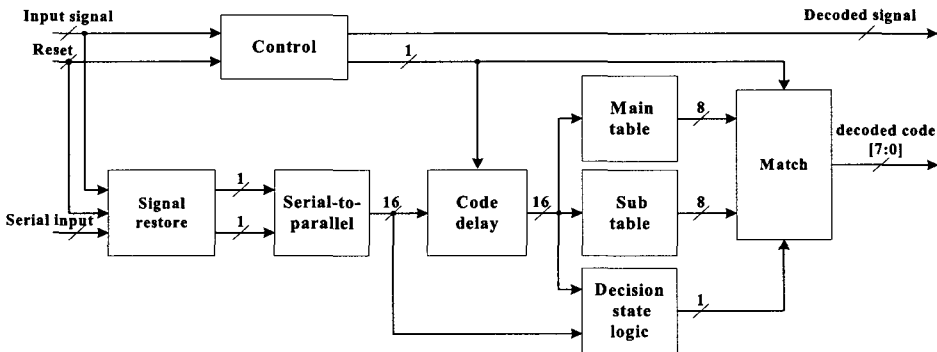 Input signal
Decoded signal
Control
Reset
1
Main
table
8
decoded code
[7:0]
Match
Signal
restore
1
1
Serial-to-
parallel
16
Code
delay
16
Sub
table
8
Serial input
Decision
state
logic
1